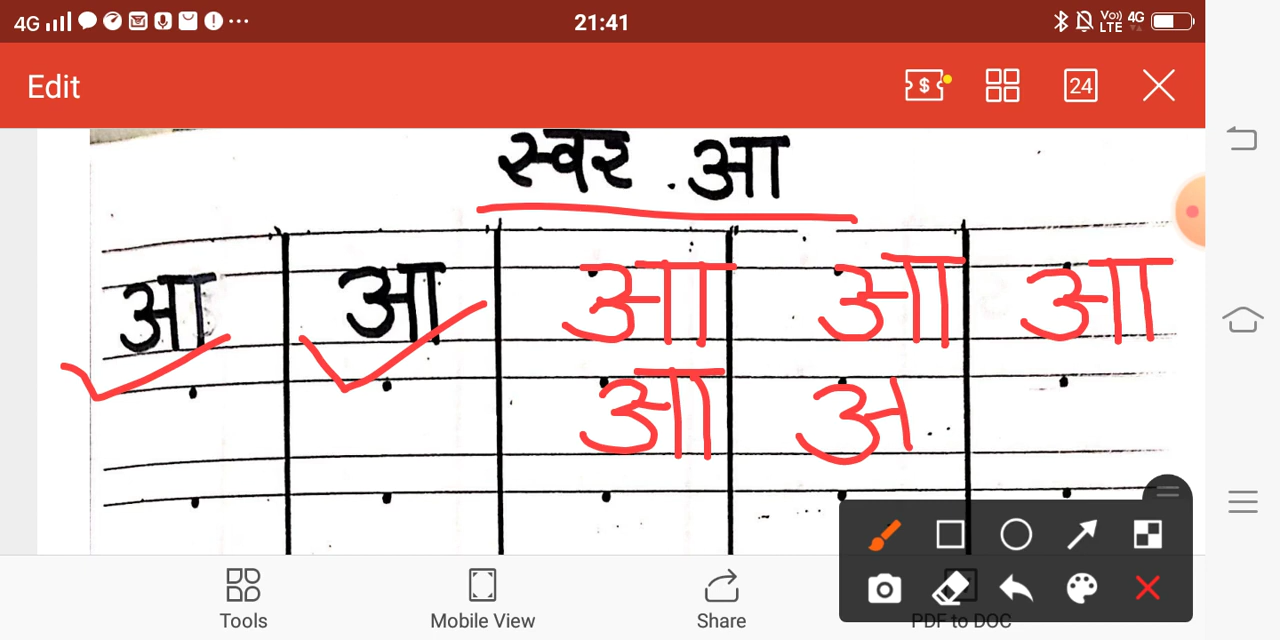 4G 21:41 Vo) LTE 4G
Edit $ 24
स्वर . आ
आ आ आ आ आ
आ अ
Tools Mobile View Share PDF to DOC